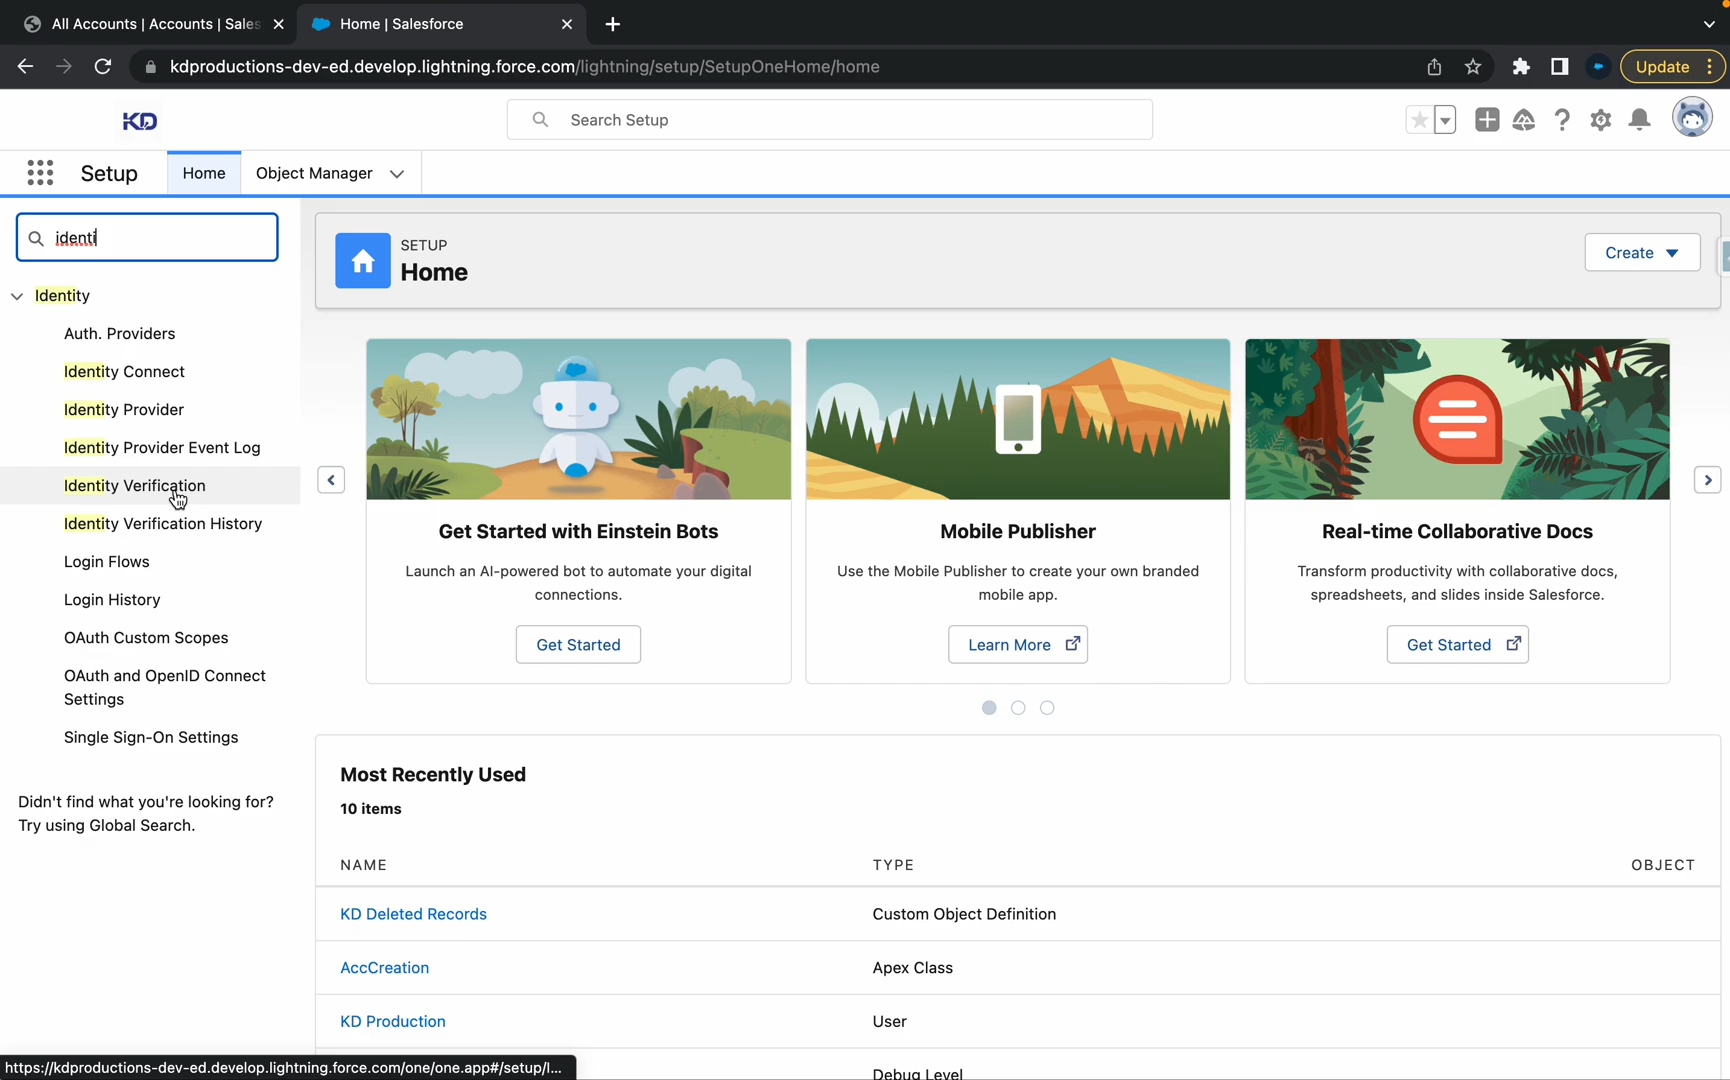 All Accounts | Accounts | Sales
Home | Salesforce
kdproductions-dev-ed.develop.lightning.force.com/lightning/setup/SetupOneHome/home
Update
KD
Search Setup
Setup
Home
Object Manager
identi
Identity
Auth. Providers
Identity Connect
Identity Provider
Identity Provider Event Log
Identity Verification
Identity Verification History
Login Flows
Login History
OAuth Custom Scopes
OAuth and OpenID Connect
Settings
Single Sign-On Settings
Didn't find what you're looking for?
Try using Global Search.
SETUP
Home
Create
Get Started with Einstein Bots
Launch an AI-powered bot to automate your digital
connections.
Get Started
Mobile Publisher
Use the Mobile Publisher to create your own branded
mobile app.
Learn More
Real-time Collaborative Docs
Transform productivity with collaborative docs,
spreadsheets, and slides inside Salesforce.
Get Started
Most Recently Used
10 items
NAME TYPE OBJECT
KD Deleted Records Custom Object Definition
AccCreation Apex Class
KD Production User
Debug Level
https://kdproductions-dev-ed.develop.lightning.force.com/one/one.app#/setup/I...